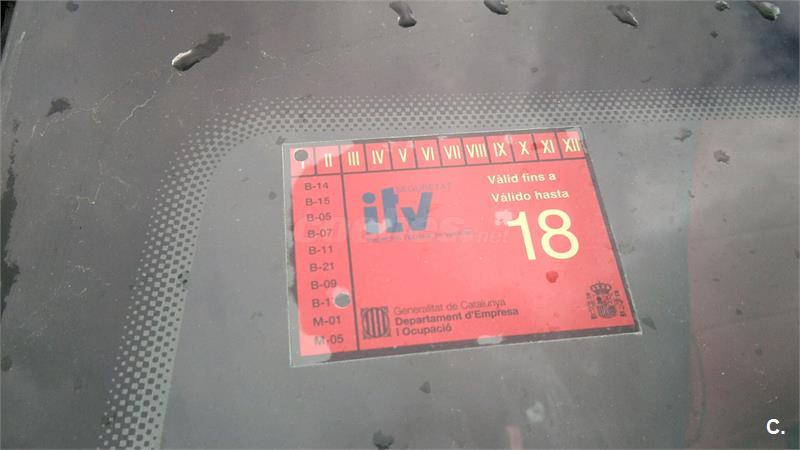 I II III IV V VI VII VIII IX X XI XII
B-14
B-15
B-05
B-07
B-11
B-21
B-09
M-01
M-05
SEGURETAT
itv
Vàlid fins a
Válido hasta
18
Generalitat de Catalunya
Departament d'Empresa
i Ocupació
C.